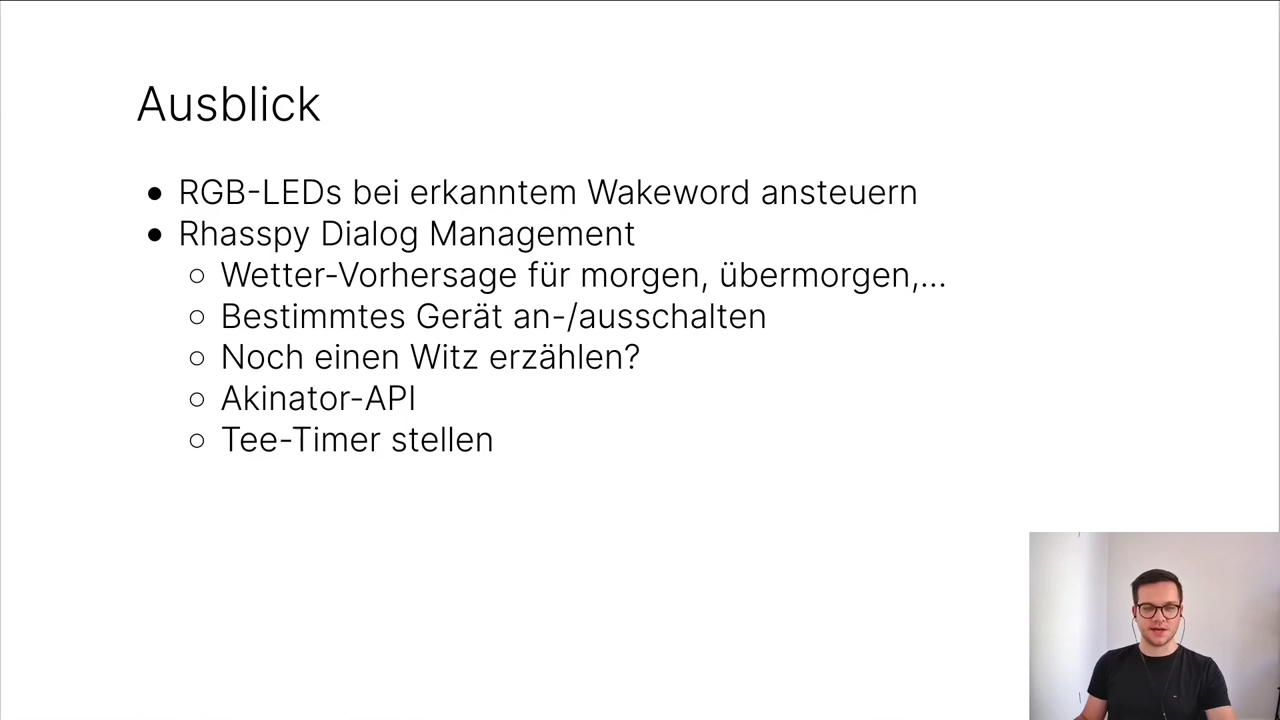 Ausblick
● RGB-LEDs bei erkanntem Wakeword ansteuern
● Rhasspy Dialog Management
○ Wetter-Vorhersage für morgen, übermorgen,...
○ Bestimmtes Gerät an-/ausschalten
○ Noch einen Witz erzählen?
○ Akinator-API
○ Tee-Timer stellen